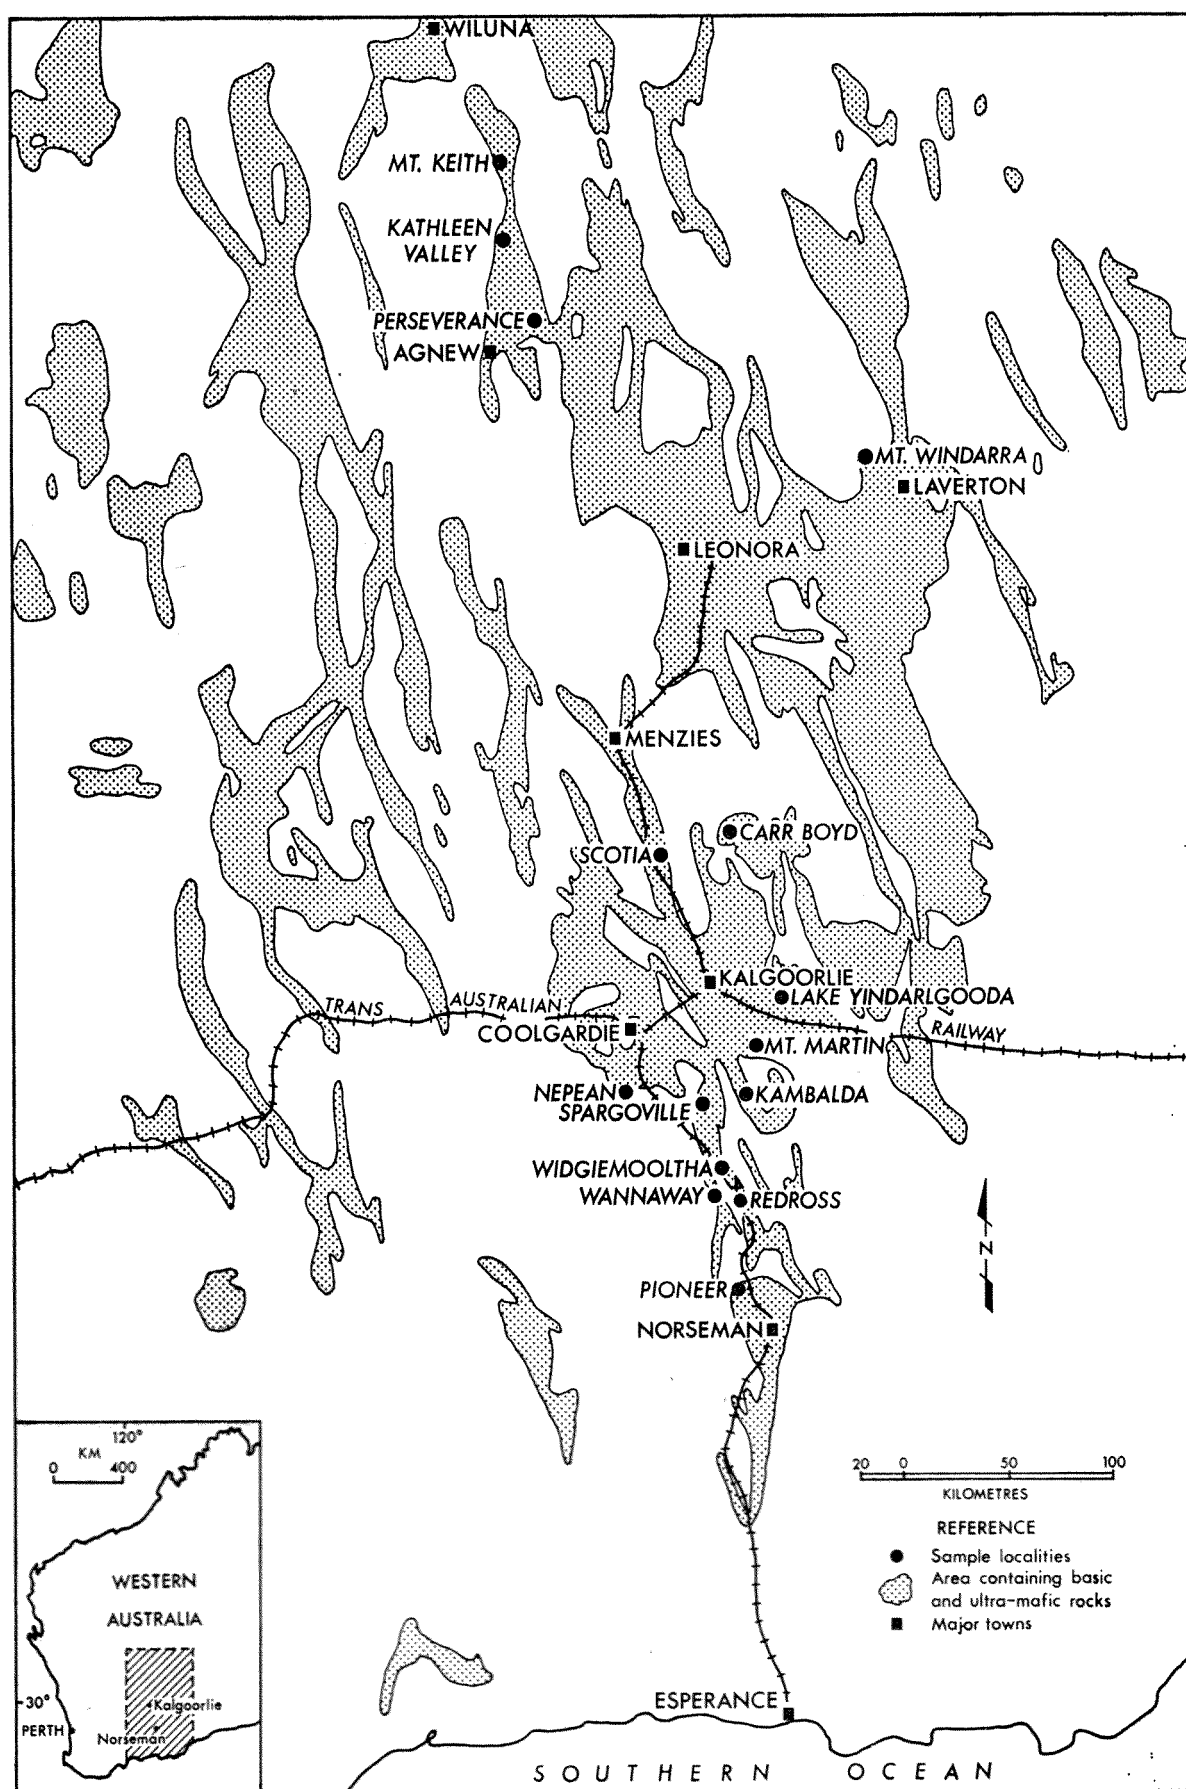 WILUNA
MT. KEITH
KATHLEEN
VALLEY
PERSEVERANCE
AGNEW
MT. WINDARRA
LAVERTON
LEONORA
MENZIES
CARR BOYD
SCOTIA
KALGOORLIE
LAKE YINDARLGOODA
TRANS
AUSTRALIAN
RAILWAY
COOLGARDIE
MT. MARTIN
NEPEAN
KAMBALDA
SPARGOVILLE
WIDGIEMOOLTHA
WANNAWAY
REDROSS
N
PIONEER
NORSEMAN
120°
KM
0 400
WESTERN
AUSTRALIA
30°
Kalgoorlie
PERTH
Norseman
20 0 50 100
KILOMETRES
REFERENCE
Sample localities
Area containing basic
and ultra-mafic rocks
Major towns
ESPERANCE
SOUTHERN OCEAN